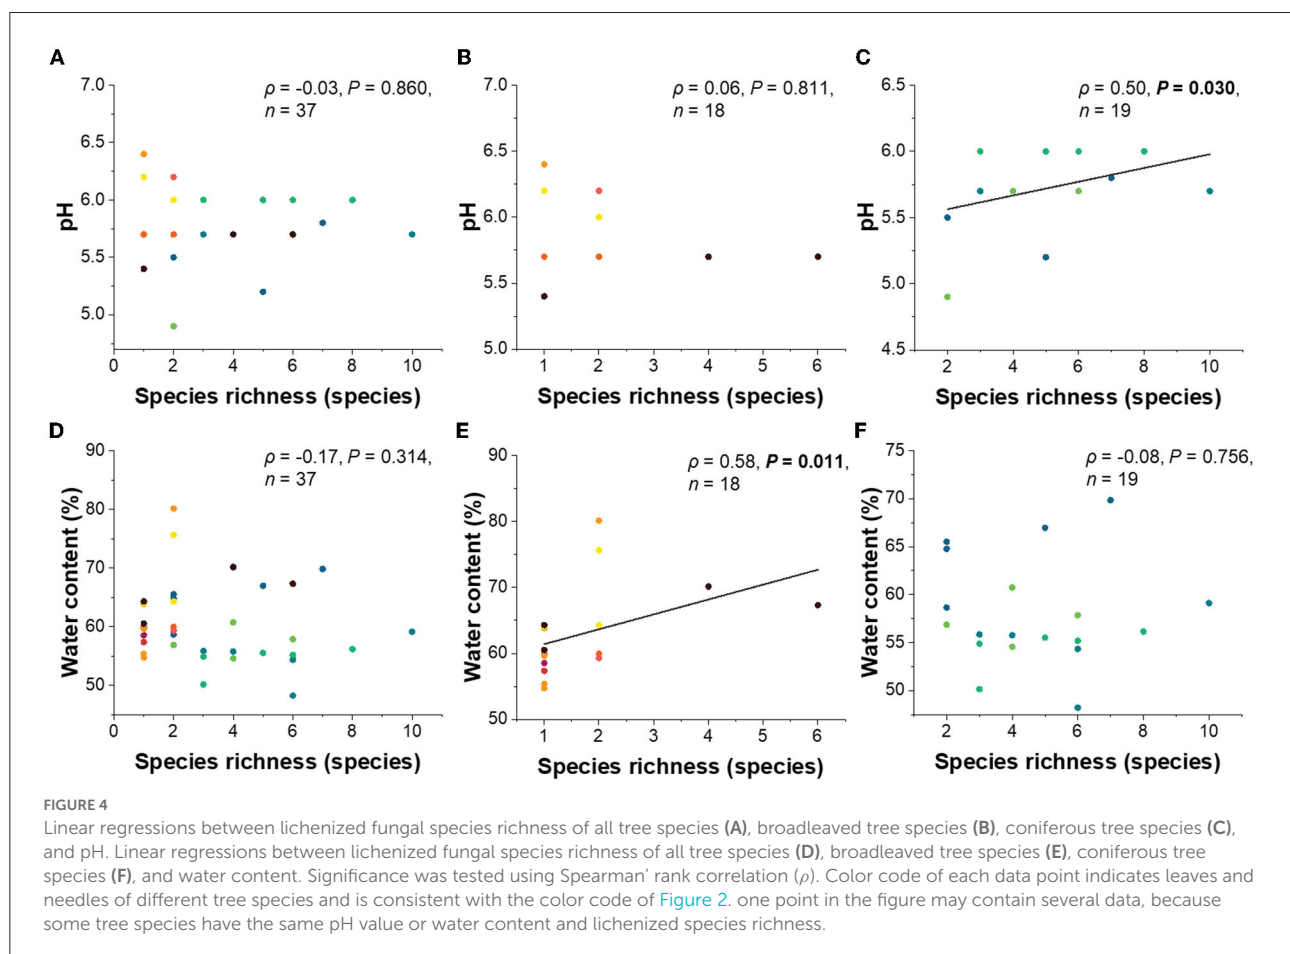 A
ρ = -0.03, P = 0.860,
n = 37
7.0
6.5
6.0
5.5
5.0
pH
0 2 4 6 8 10
Species richness (species)
B
ρ = 0.06, P = 0.811,
n = 18
7.0
6.5
6.0
5.5
5.0
pH
1 2 3 4 5 6
Species richness (species)
C
ρ = 0.50, P = 0.030,
n = 19
6.5
6.0
5.5
5.0
4.5
pH
2 4 6 8 10
Species richness (species)
D
ρ = -0.17, P = 0.314,
n = 37
90
80
70
60
50
Water content (%)
0 2 4 6 8 10
Species richness (species)
E
ρ = 0.58, P = 0.011,
n = 18
90
80
70
60
50
Water content (%)
1 2 3 4 5 6
Species richness (species)
F
ρ = -0.08, P = 0.756,
n = 19
75
70
65
60
55
50
Water content (%)
2 4 6 8 10
Species richness (species)
FIGURE 4
Linear regressions between lichenized fungal species richness of all tree species (A), broadleaved tree species (B), coniferous tree species (C),
and pH. Linear regressions between lichenized fungal species richness of all tree species (D), broadleaved tree species (E), coniferous tree
species (F), and water content. Significance was tested using Spearman’ rank correlation (ρ). Color code of each data point indicates leaves and
needles of different tree species and is consistent with the color code of Figure 2. one point in the figure may contain several data, because
some tree species have the same pH value or water content and lichenized species richness.